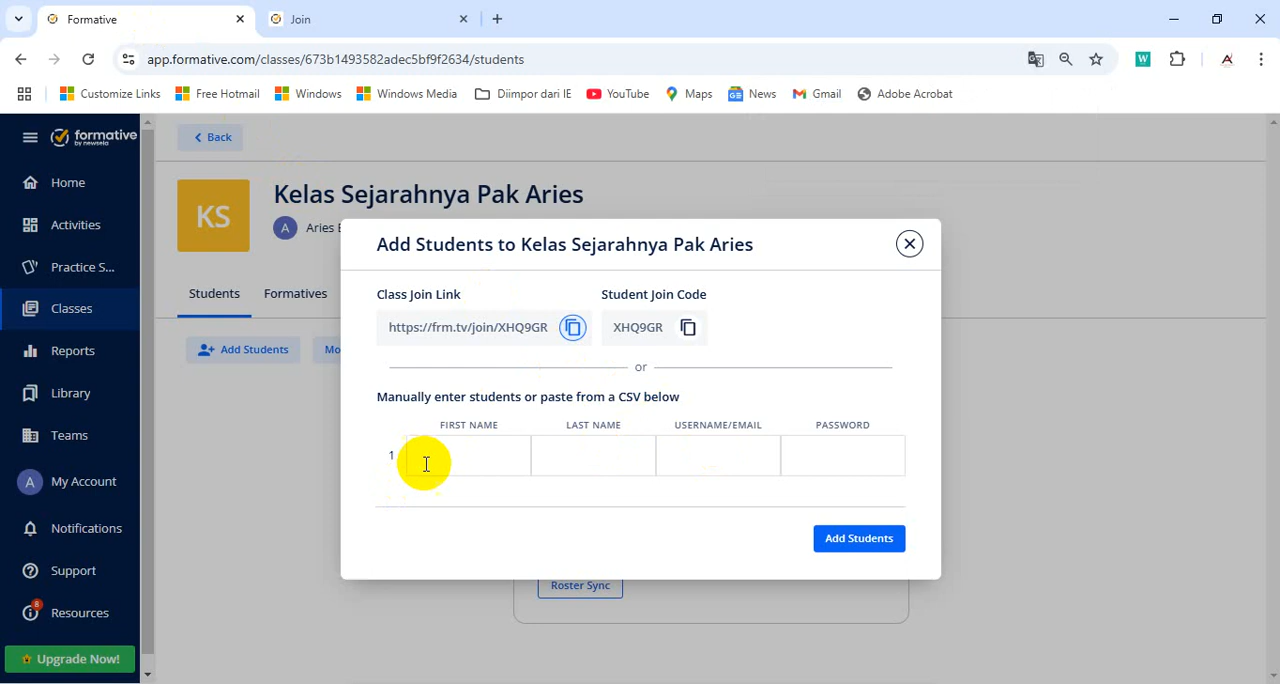 Formative
Join
app.formative.com/classes/673b1493582adec5bf9f2634/students
Customize Links
Free Hotmail
Windows
Windows Media
Diimpor dari IE
YouTube
Maps
News
Gmail
Adobe Acrobat
formative
by newsela
Home
Activities
Practice S...
Classes
Reports
Library
Teams
A
My Account
Notifications
Support
8
Resources
Upgrade Now!
Back
KS
Kelas Sejarahnya Pak Aries
A
Aries
Students
Formatives
Add Students
Mo
Add Students to Kelas Sejarahnya Pak Aries
Class Join Link
Student Join Code
https://frm.tv/join/XHQ9GR
XHQ9GR
or
Manually enter students or paste from a CSV below
FIRST NAME
LAST NAME
USERNAME/EMAIL
PASSWORD
1
Add Students
Roster Sync